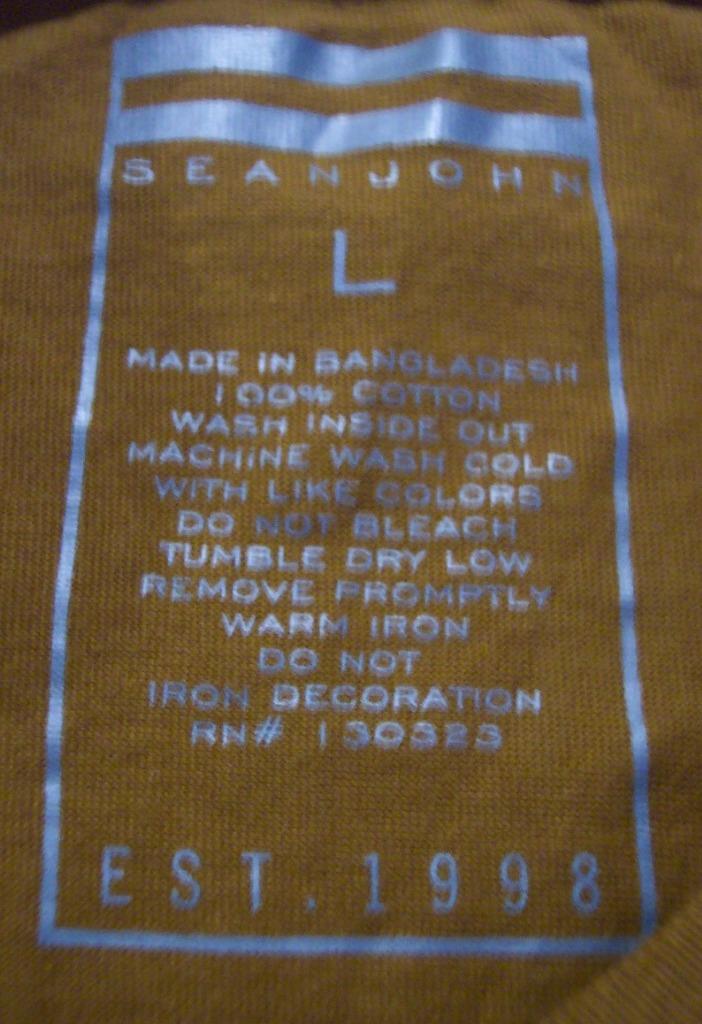 SEANJOHN
L
MADE IN BANGLADESH
100% COTTON
WASH INSIDE OUT
MACHINE WASH COLD
WITH LIKE COLORS
DO NOT BLEACH
TUMBLE DRY LOW
REMOVE PROMPTLY
WARM IRON
DO NOT
IRON DECORATION
RN# 130323
EST. 1998